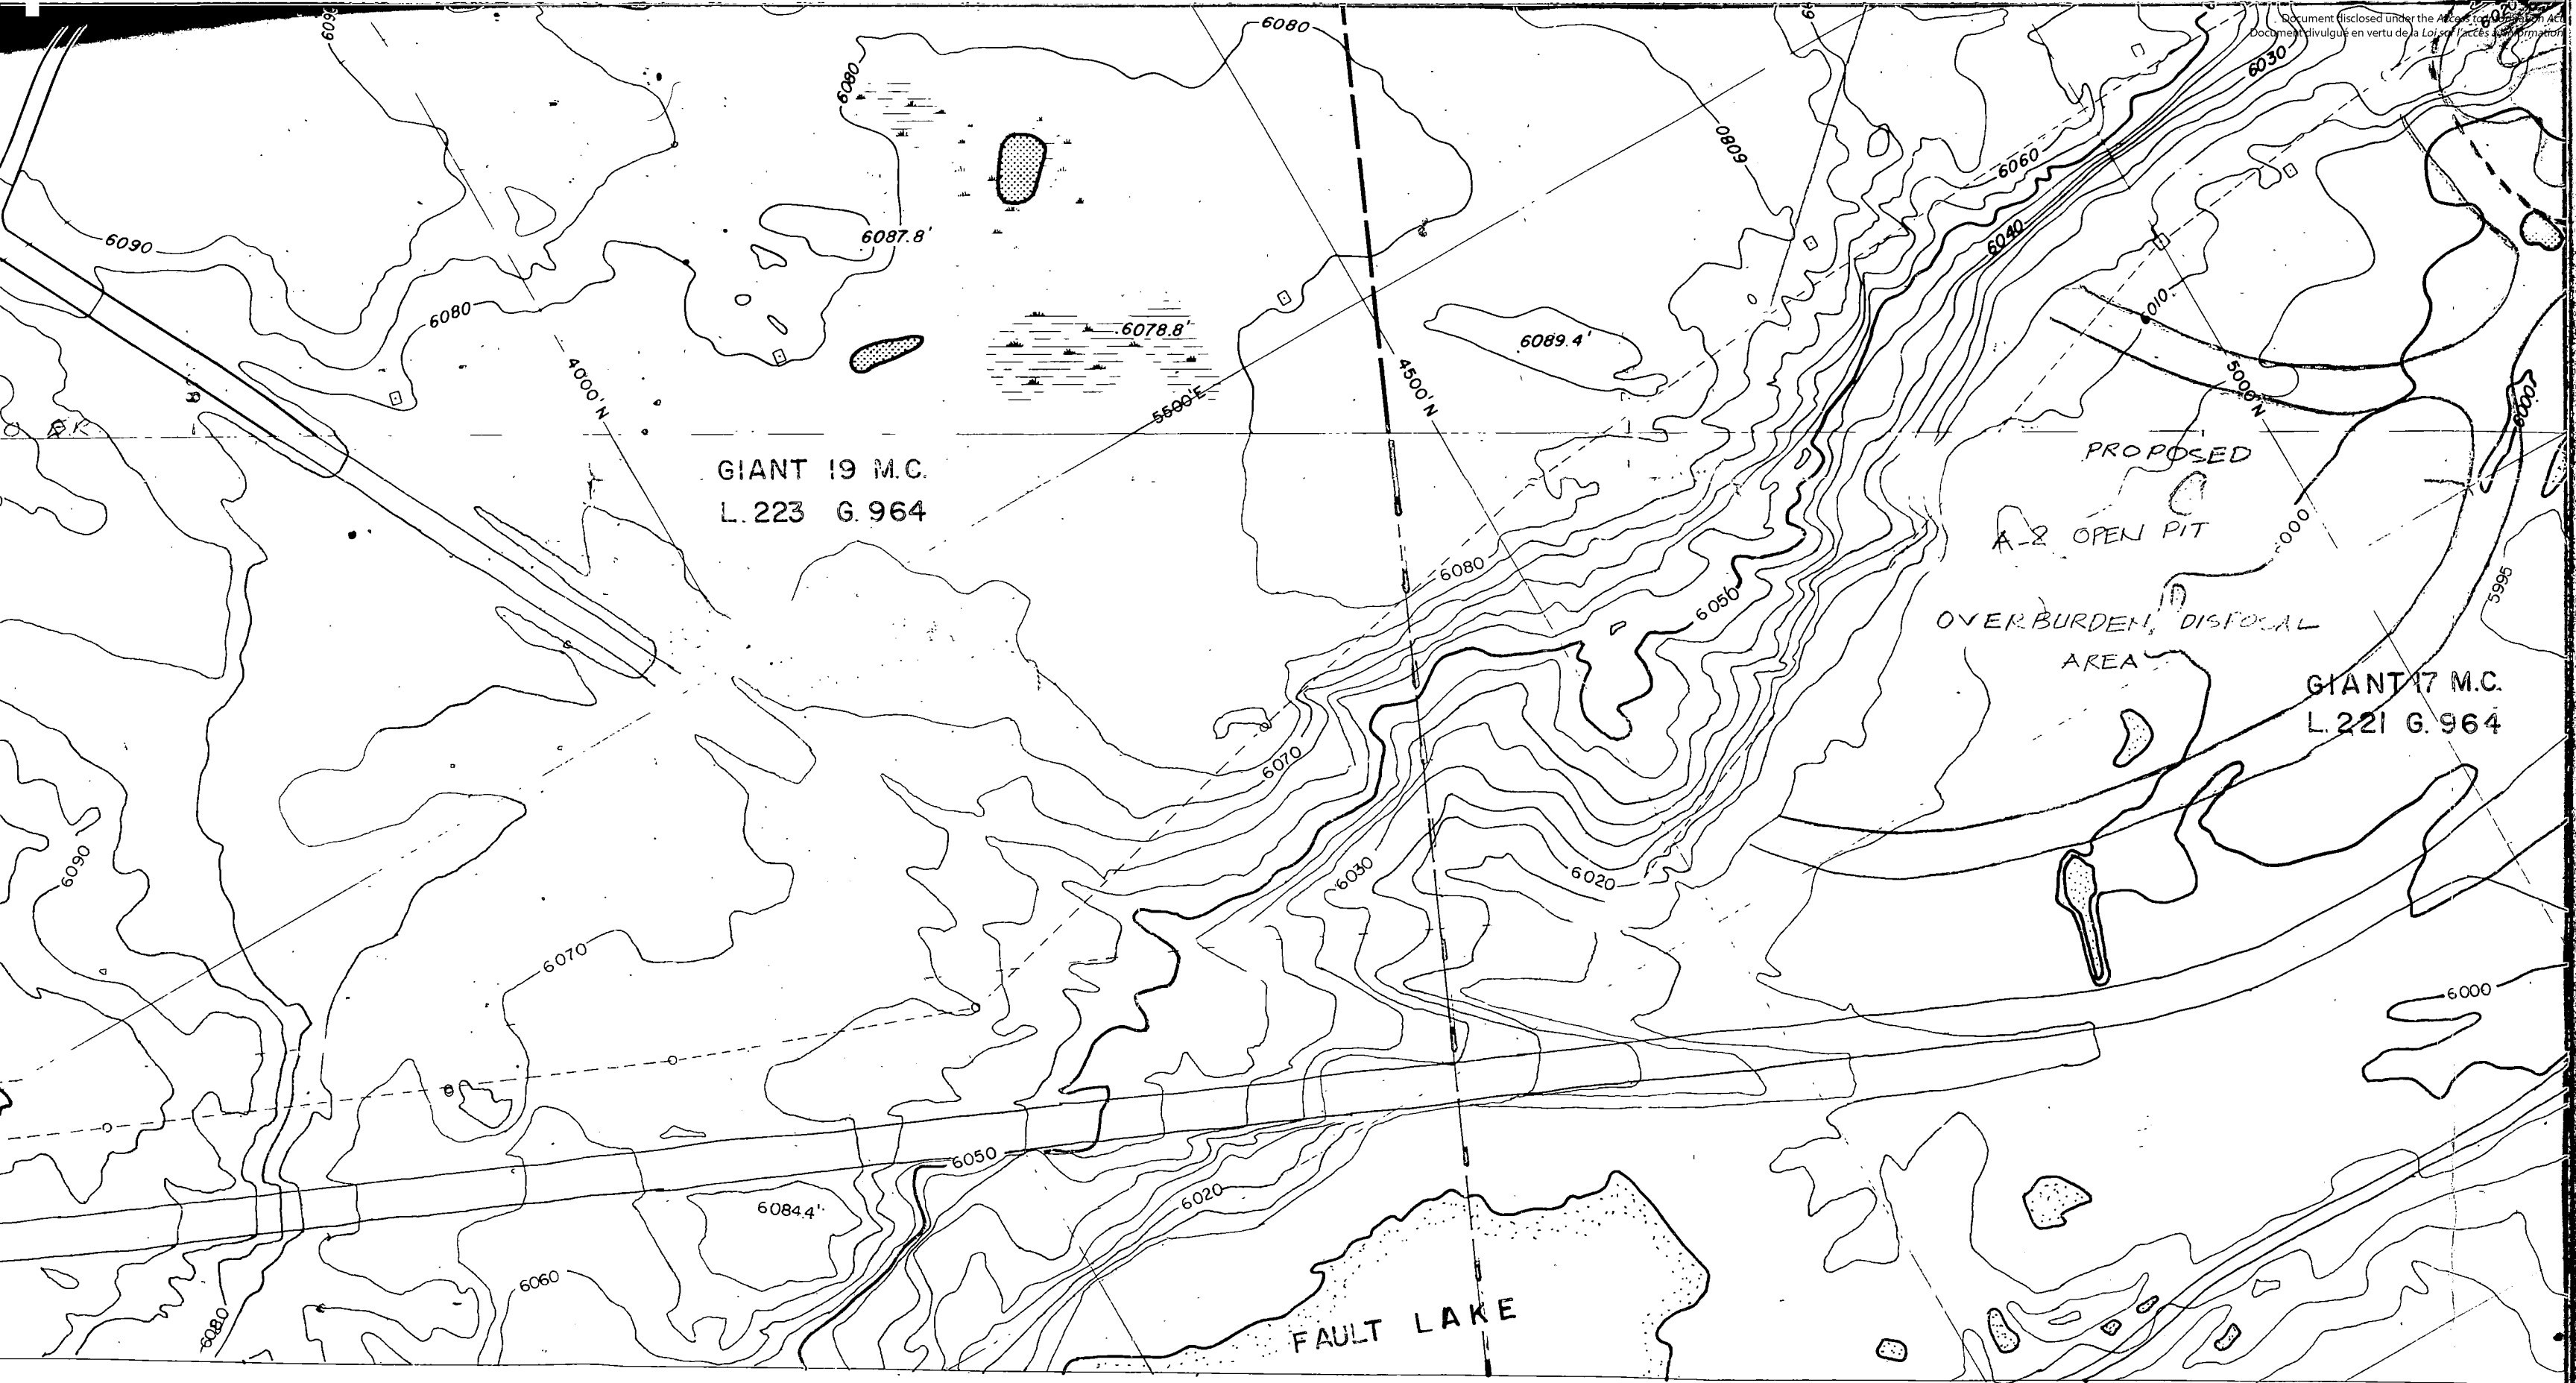 Document disclosed under the Access to Information Act
Document divulgué en vertu de la Loi sur l'accès à l'information
6080
6030
6080
6080
6060
6090
6087.8'
6040
6080
6078.8'
6010
6089.4'
4000'N
4500'N
5000'N
5500'E
6000
PROPOSED
GIANT 19 M.C.
L. 223 G. 964
A-2 OPEN PIT
6080
5995
6050
OVERBURDEN DISPOSAL
AREA
GIANT 17 M.C.
L. 221 G. 964
6070
6090
6030
6020
6070
6000
6050
6020
6084.4'
6060
6080
FAULT LAKE